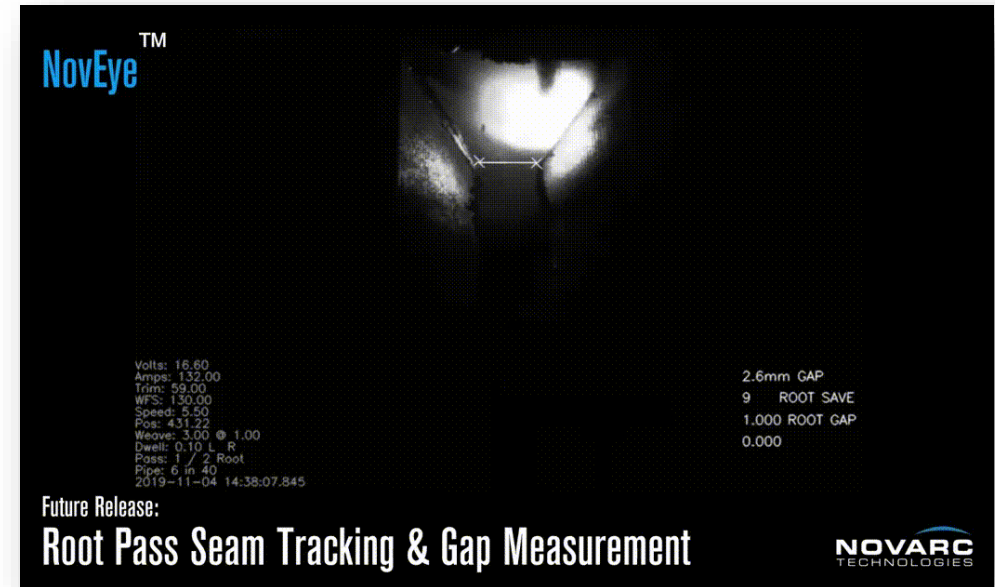 NovEye™
Volts: 16.60
Amps: 132.00
Trim: 59.00
WFS: 130.00
Speed: 5.50
Pos: 431.22
Weave: 3.00 @ 1.00
Dwell: 0.10 L R
Pass: 1 / 2 Root
Pipe: 6 in 40
2019-11-04 14:38:07.845
2.6mm GAP
9 ROOT SAVE
1.000 ROOT GAP
0.000
Future Release:
Root Pass Seam Tracking & Gap Measurement
NOVARC
TECHNOLOGIES